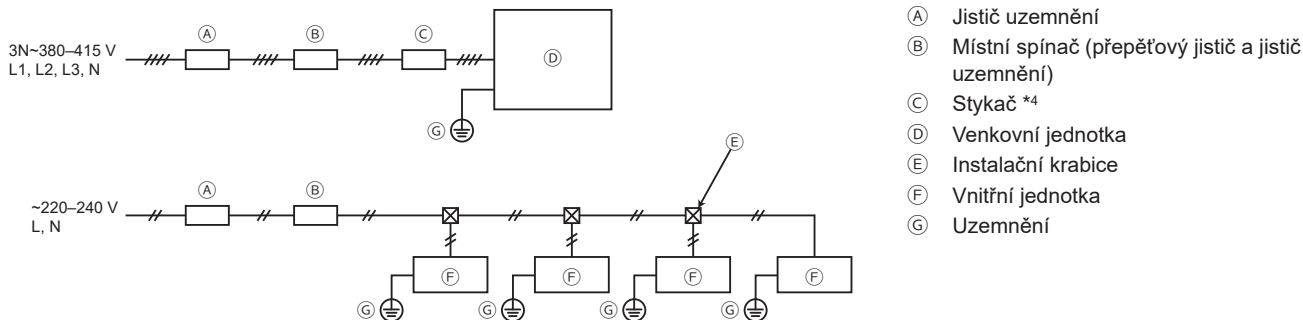 Ⓐ Ⓑ Ⓒ
3N~380–415 V
L1, L2, L3, N
Ⓓ
Ⓖ
Ⓔ
Ⓐ Ⓑ
~220–240 V
L, N
Ⓕ Ⓕ Ⓕ Ⓕ
Ⓖ Ⓖ Ⓖ Ⓖ
Ⓐ Jistič uzemnění
Ⓑ Místní spínač (přepěťový jistič a jistič
uzemnění)
Ⓒ Stykač *4
Ⓓ Venkovní jednotka
Ⓔ Instalační krabice
Ⓕ Vnitřní jednotka
Ⓖ Uzemnění